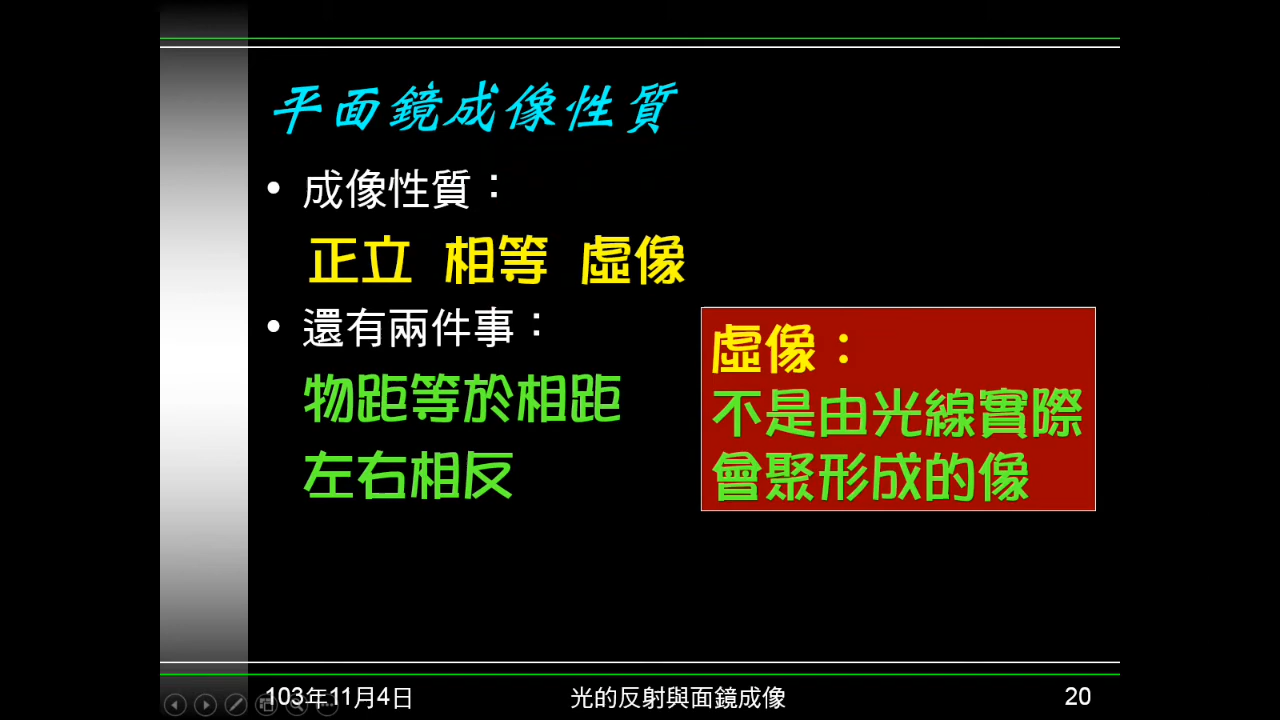 平面鏡成像性質
• 成像性質：
正立 相等 虛像
• 還有兩件事：
物距等於相距
左右相反
虛像：
不是由光線實際
曾聚形成的像
103年11月4日
光的反射與面鏡成像
20